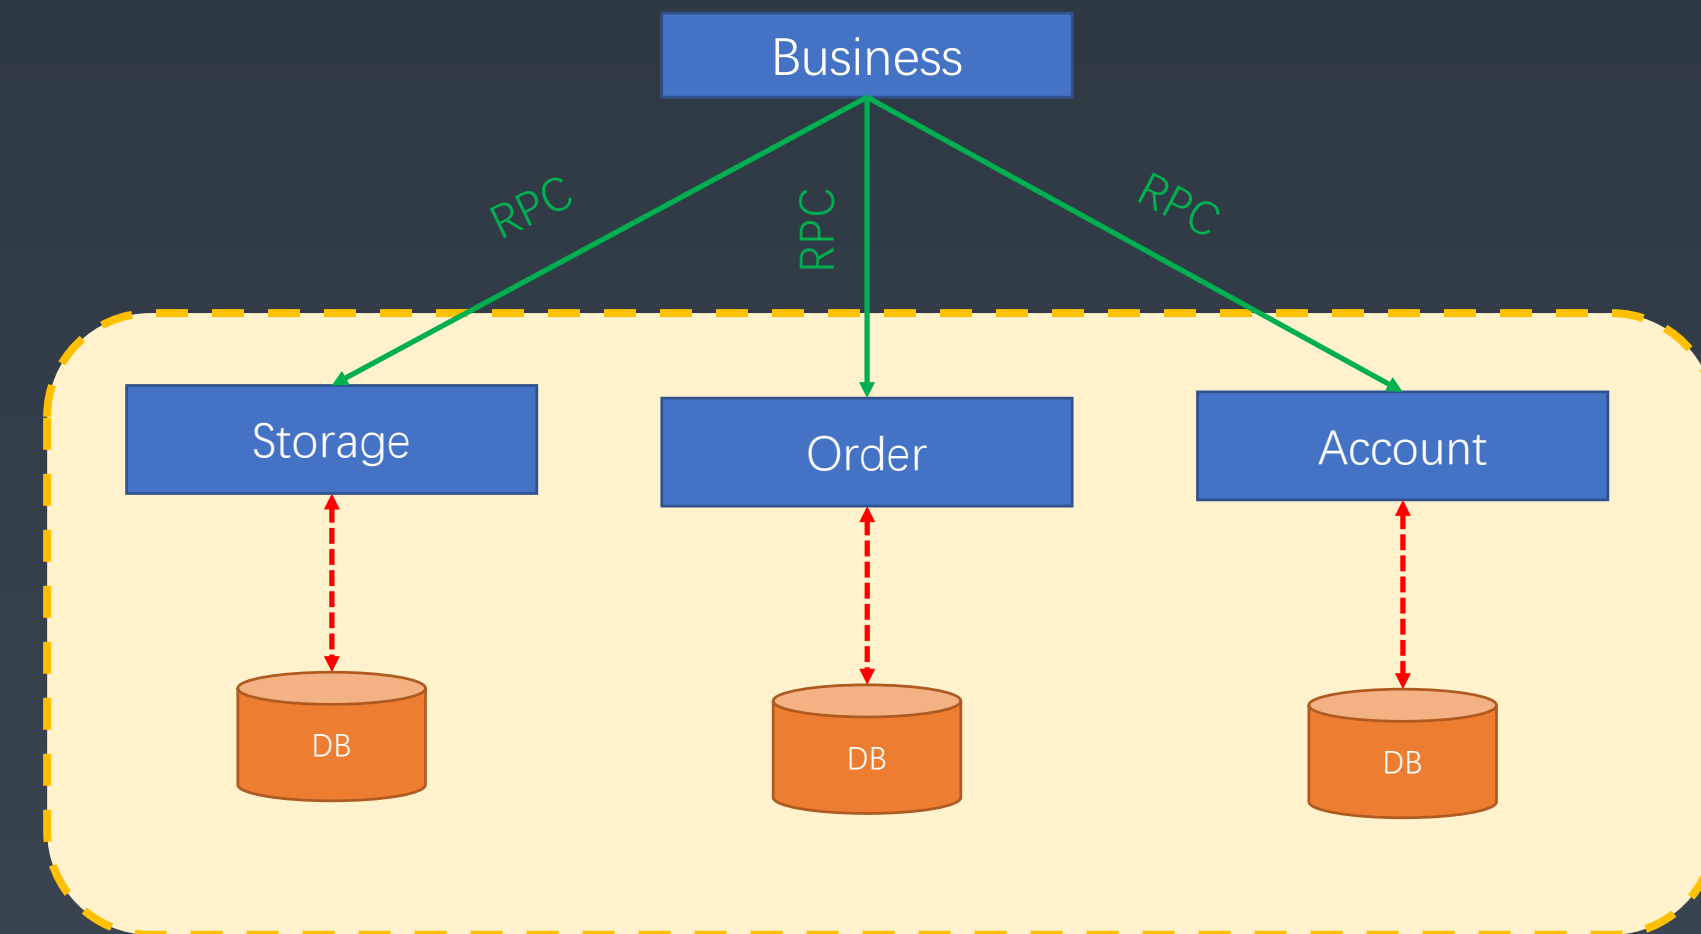 Business
RPC
RPC
RPC
Storage
Order
Account
DB
DB
DB